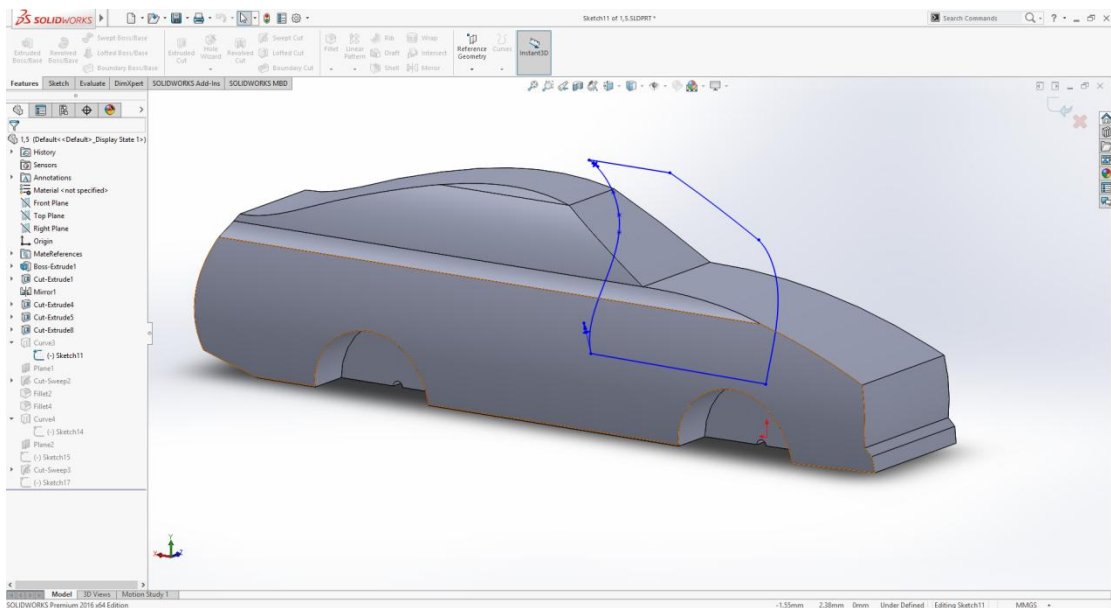 SOLIDWORKS
Sketch11 of 1,5.SLDPRT *
Search Commands
Extruded Boss/Base
Revolved Boss/Base
Swept Boss/Base
Lofted Boss/Base
Boundary Boss/Base
Extruded Cut
Hole Wizard
Revolved Cut
Swept Cut
Lofted Cut
Boundary Cut
Fillet
Linear Pattern
Rib
Draft
Shell
Wrap
Intersect
Mirror
Reference Geometry
Curves
Instant3D
Features
Sketch
Evaluate
DimXpert
SOLIDWORKS Add-Ins
SOLIDWORKS MBD
1,5 (Default<<Default>_Display State 1>)
History
Sensors
Annotations
Material <not specified>
Front Plane
Top Plane
Right Plane
Origin
MateReferences
Boss-Extrude1
Cut-Extrude1
Mirror1
Cut-Extrude4
Cut-Extrude5
Cut-Extrude8
Curve3
(-) Sketch11
Plane1
Cut-Sweep2
Fillet2
Fillet4
Curve4
(-) Sketch14
Plane2
(-) Sketch15
Cut-Sweep3
(-) Sketch17
Y
X
Model
3D Views
Motion Study 1
SOLIDWORKS Premium 2016 x64 Edition
-1.55mm
2.38mm
0mm
Under Defined
Editing Sketch11
MMGS